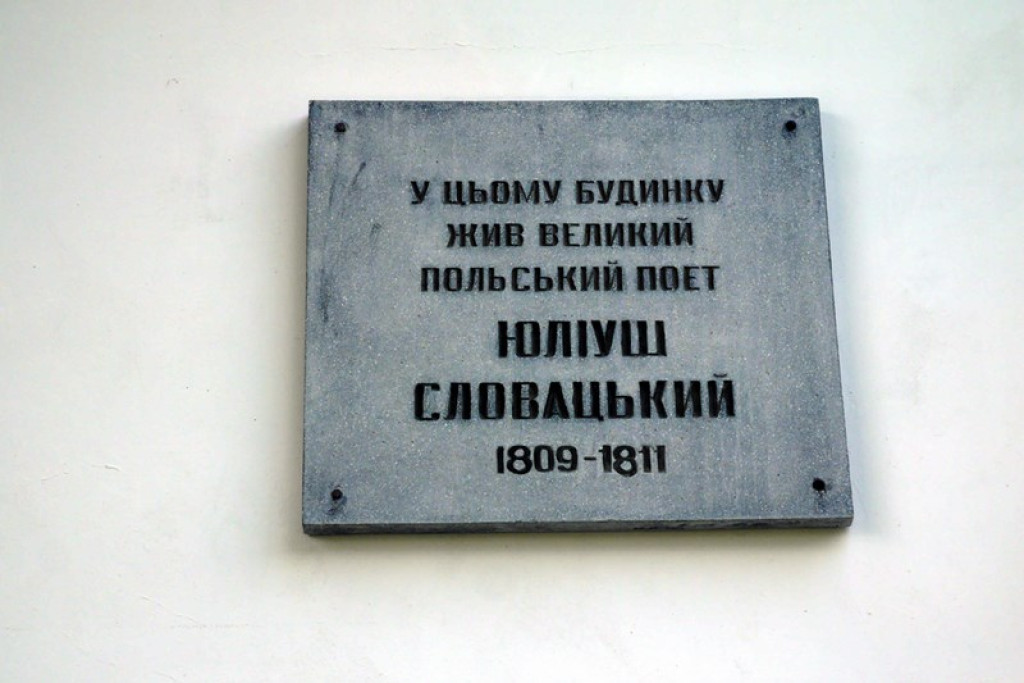 У ЦЬОМУ БУДИНКУ
ЖИВ ВЕЛИКИЙ
ПОЛЬСЬКИЙ ПОЕТ
ЮЛІУШ
СЛОВАЦЬКИЙ
1809-1811